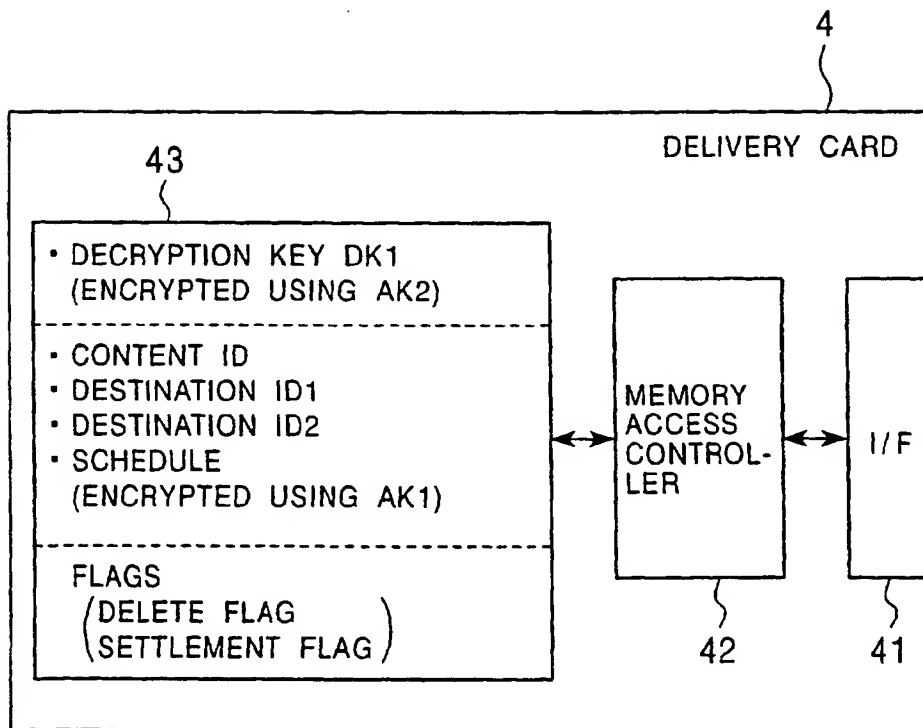 4
DELIVERY CARD
43
· DECRYPTION KEY DK1
(ENCRYPTED USING AK2)
· CONTENT ID
· DESTINATION ID1
· DESTINATION ID2
· SCHEDULE
(ENCRYPTED USING AK1)
FLAGS
(DELETE FLAG
SETTLEMENT FLAG)
MEMORY
ACCESS
CONTROL-
LER
I/F
42
41